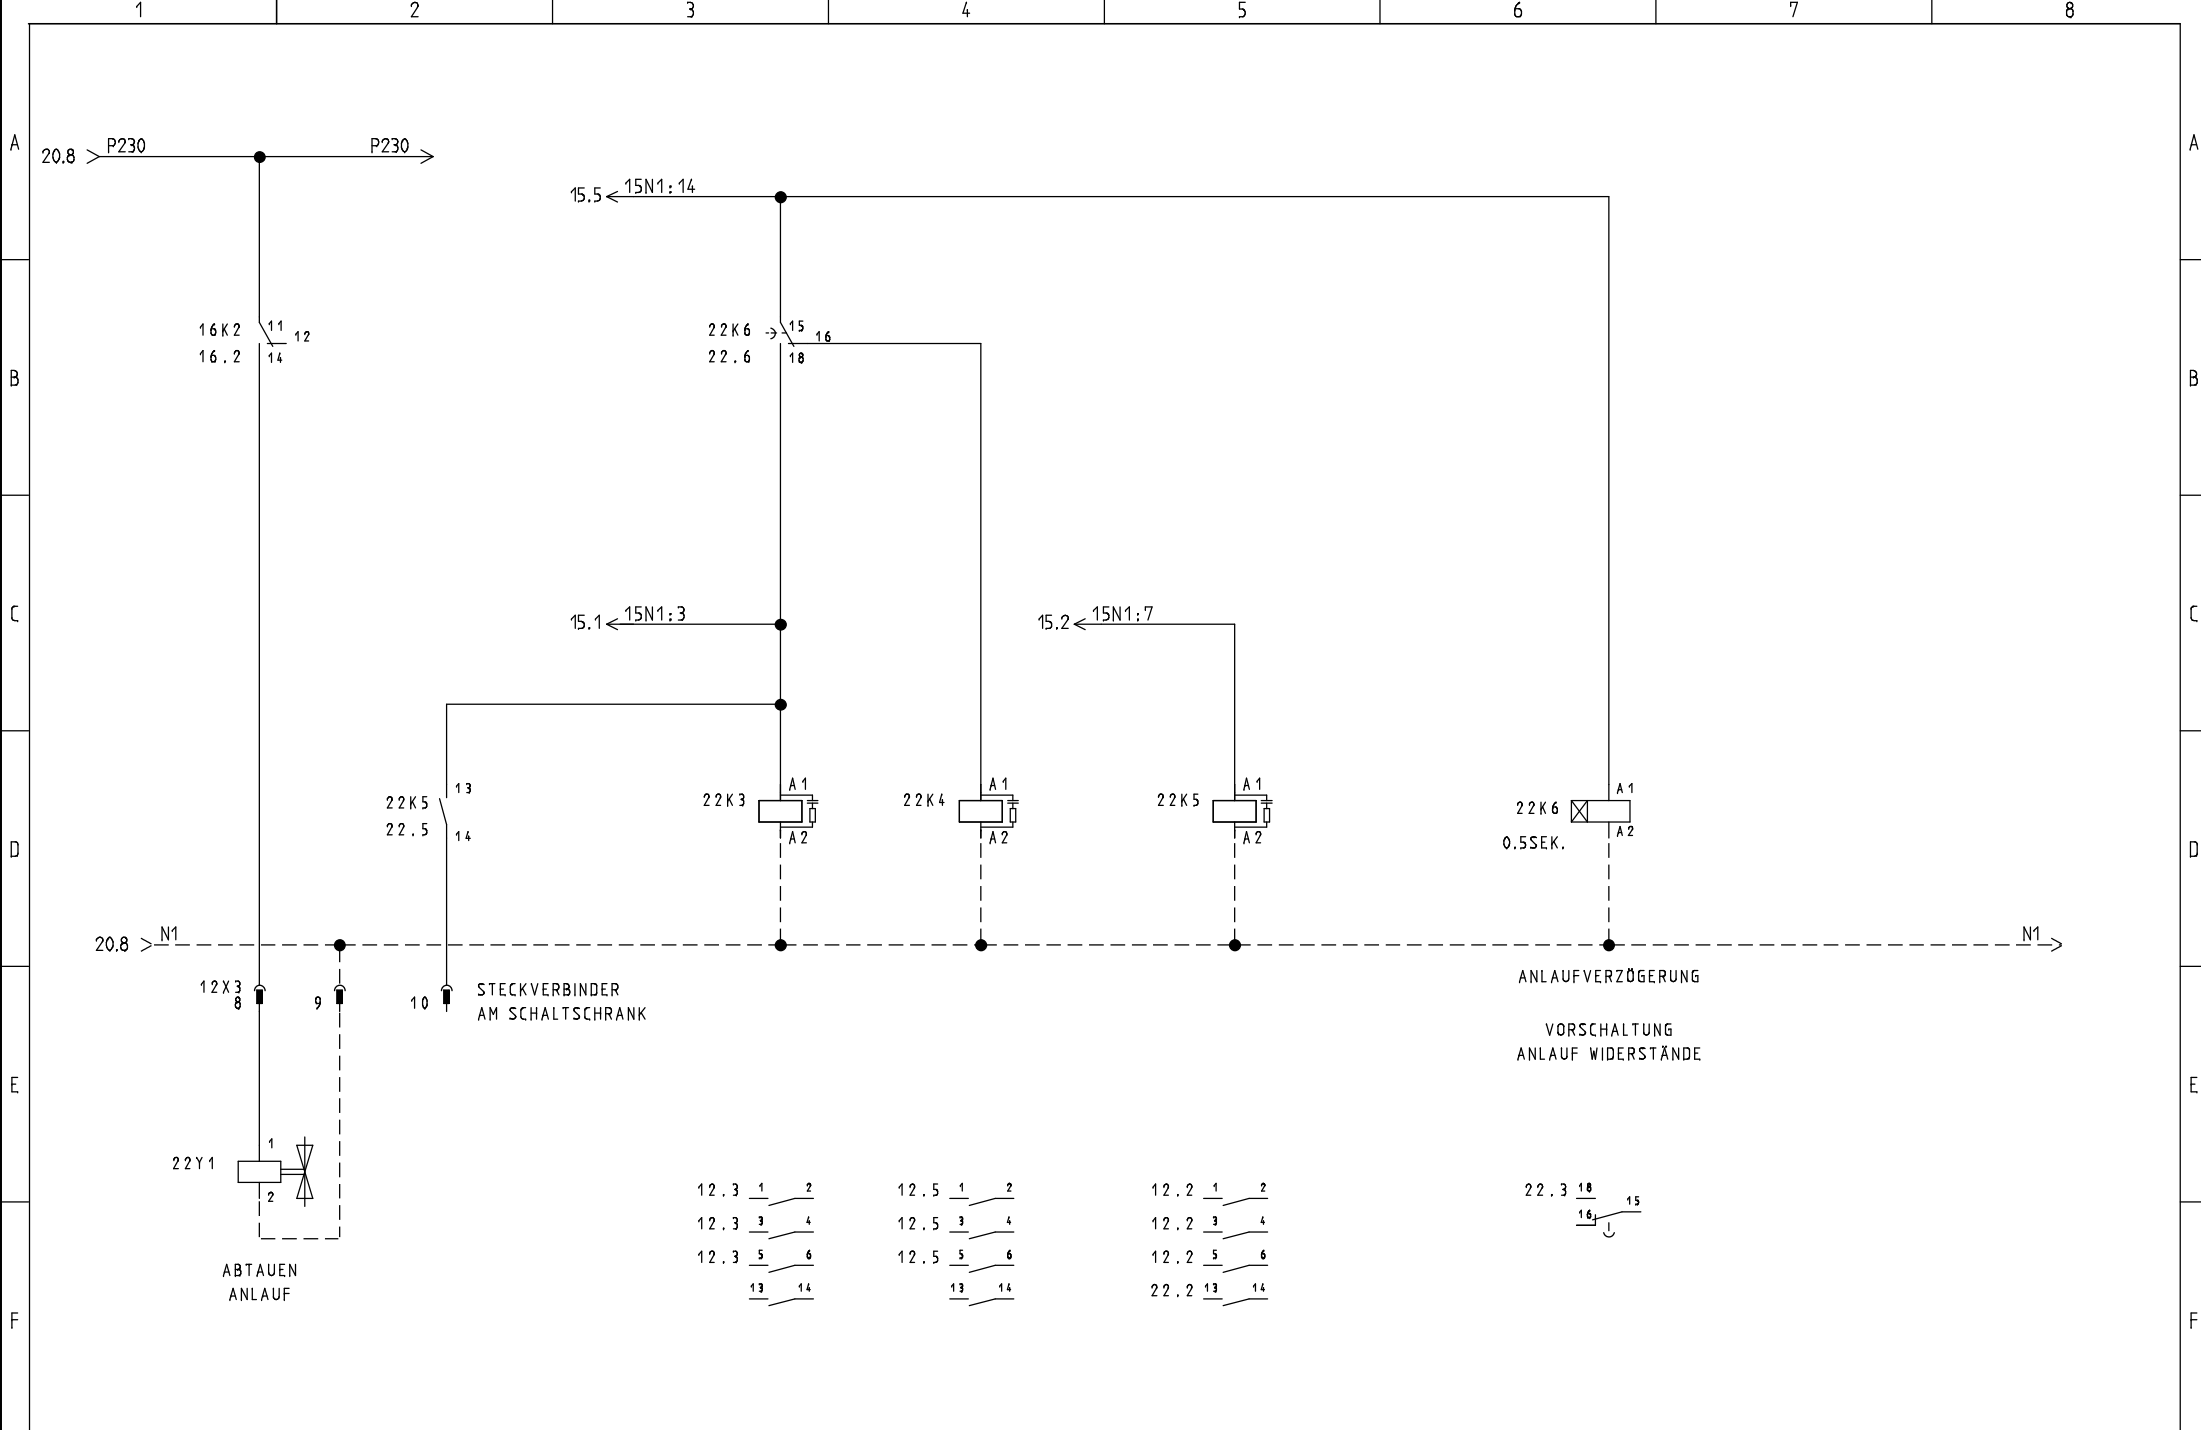 1 2 3 4 5 6 7 8
A A
P230 P230
20.8
15N1:14
15.5
16K2 11 12
16.2 14
22K6 15 16
22.6 18
B B
C C
15N1:3
15.1
15N1:7
15.2
13
22K5
22.5
14
22K3 A1
A2
22K4 A1
A2
22K5 A1
A2
22K6 A1
A2
0.5SEK.
D D
20.8 N1 N1
12X3
8 9 10
STECKVERBINDER
AM SCHALTSCHRANK
ANLAUFVERZÖGERUNG
VORSCHALTUNG
ANLAUF WIDERSTÄNDE
E E
22Y1 1
2
ABTAUEN
ANLAUF
12.3 1 2
12.3 3 4
12.3 5 6
13 14
12.5 1 2
12.5 3 4
12.5 5 6
13 14
12.2 1 2
12.2 3 4
12.2 5 6
22.2 13 14
22.3 18
16 15
F F